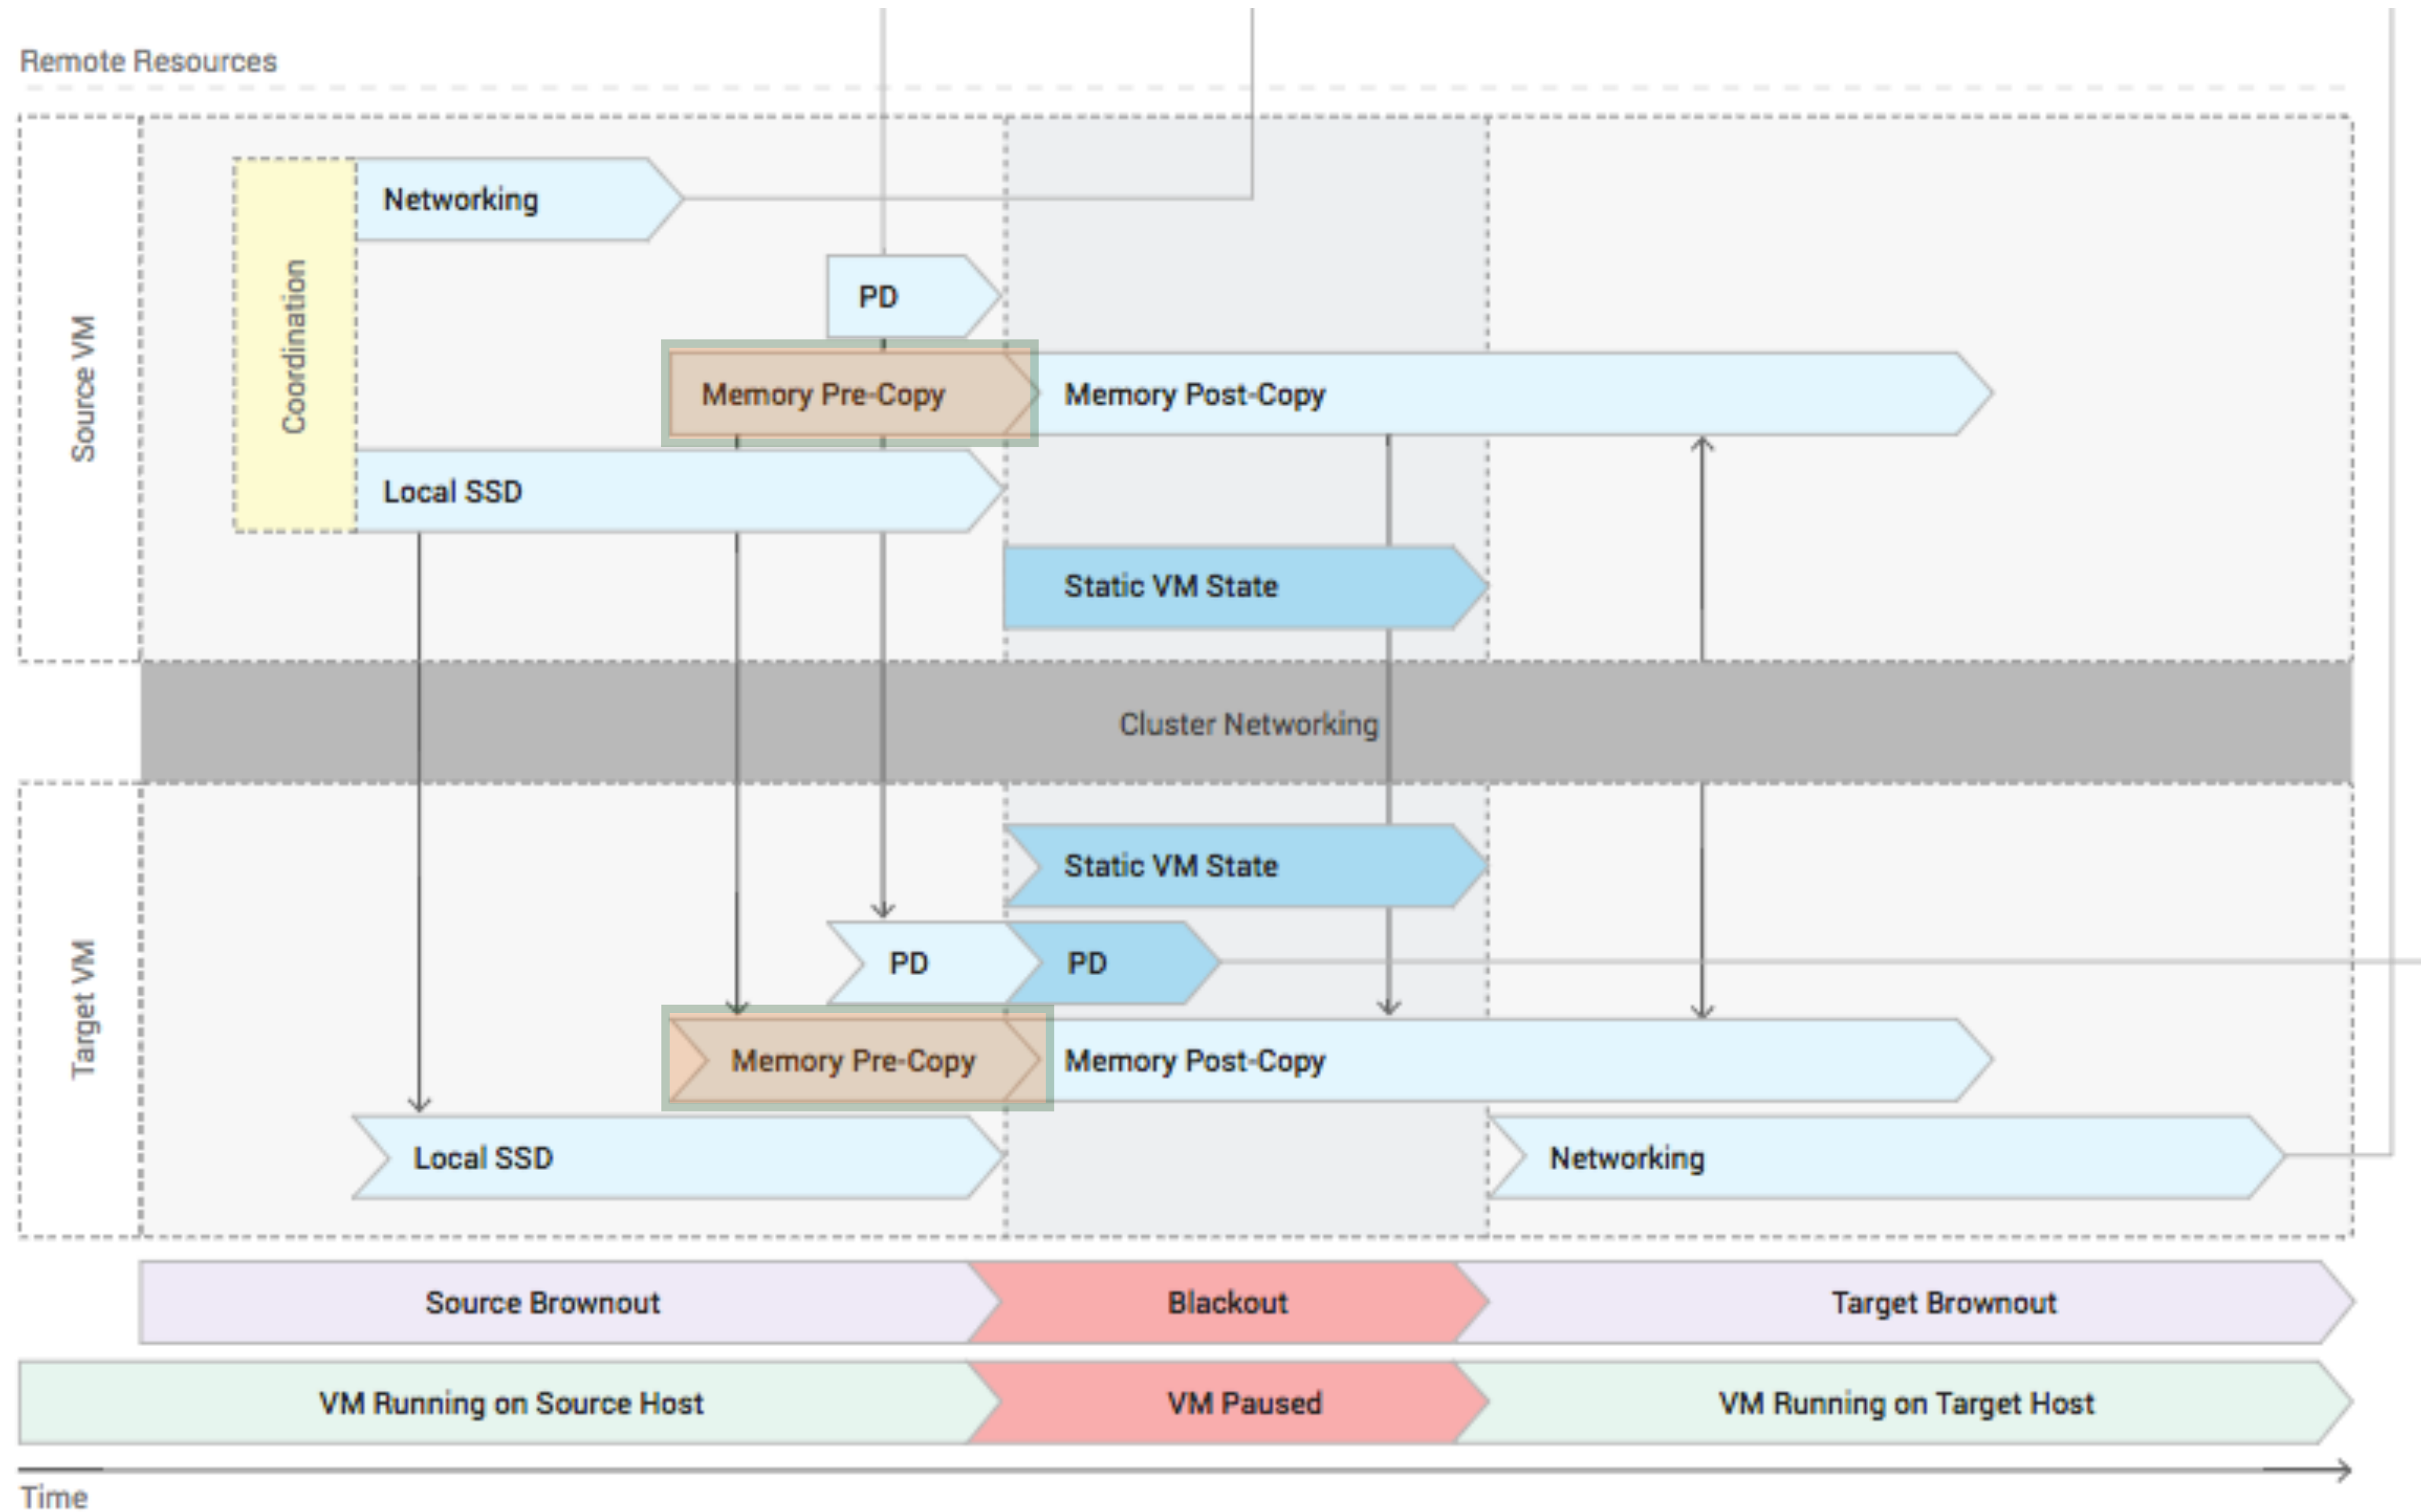 Remote Resources
Source VM
Coordination
Networking
PD
Memory Pre-Copy
Memory Post-Copy
Local SSD
Static VM State
Cluster Networking
Target VM
Static VM State
PD
PD
Memory Pre-Copy
Memory Post-Copy
Local SSD
Networking
Source Brownout
Blackout
Target Brownout
VM Running on Source Host
VM Paused
VM Running on Target Host
Time